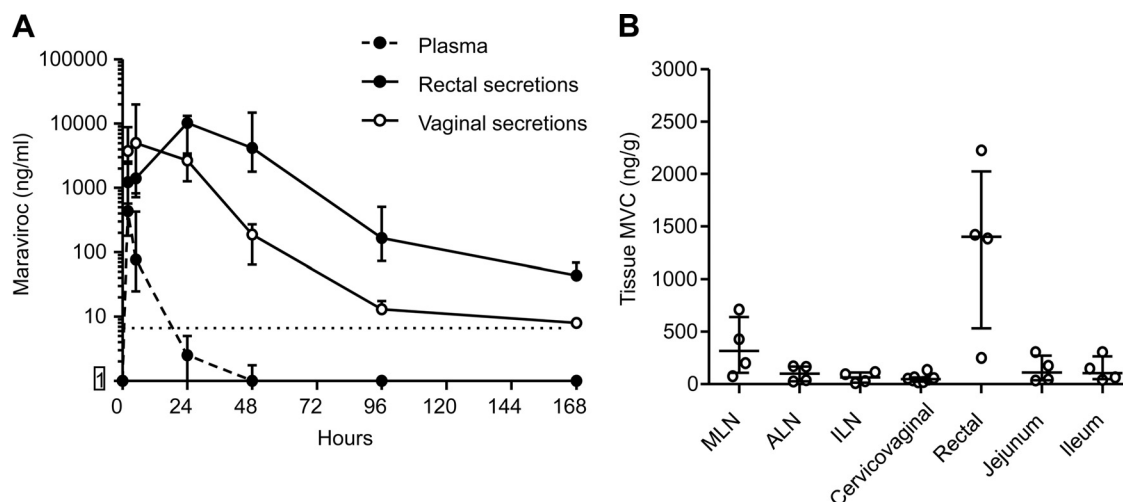 A
Plasma
Rectal secretions
Vaginal secretions
Maraviroc (ng/ml)
100000
10000
1000
100
10
1
0 24 48 72 96 120 144 168
Hours
B
Tissue MVC (ng/g)
3000
2500
2000
1500
1000
500
0
MLN
ALN
ILN
Cervicovaginal
Rectal
Jejunum
Ileum